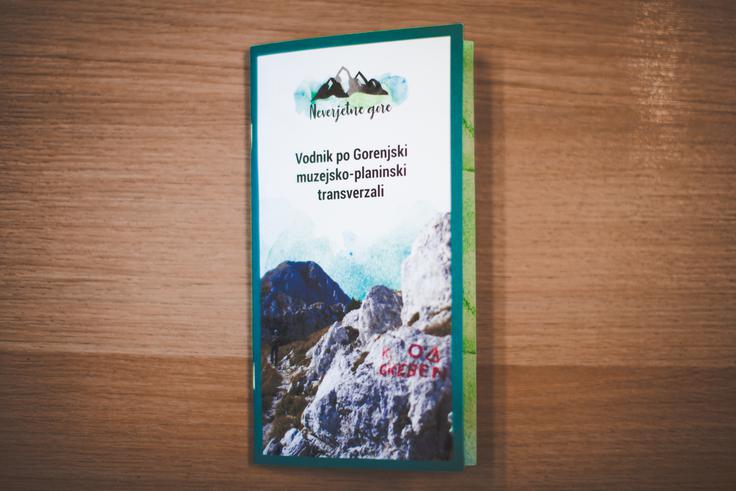 Neverjetne gore
Vodnik po Gorenjski
muzejsko-planinski
transverzali
GREBEN